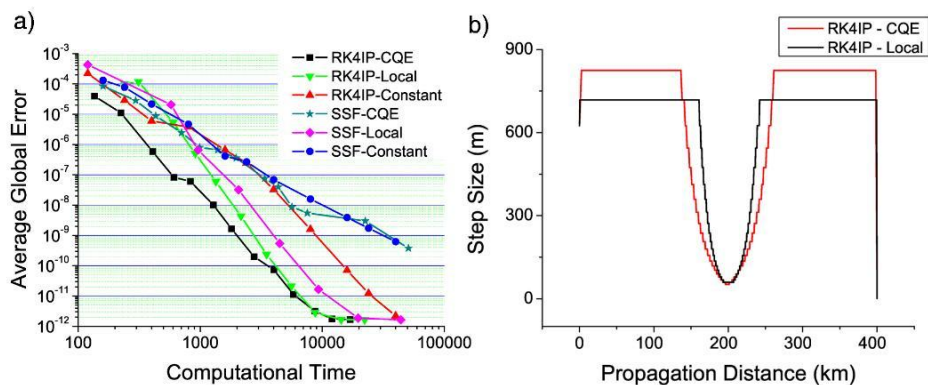 a)
10⁻³
10⁻⁴
10⁻⁵
10⁻⁶
10⁻⁷
10⁻⁸
10⁻⁹
10⁻¹⁰
10⁻¹¹
10⁻¹²
Average Global Error
RK4IP-CQE
RK4IP-Local
RK4IP-Constant
SSF-CQE
SSF-Local
SSF-Constant
100 1000 10000 100000
Computational Time
b)
RK4IP - CQE
RK4IP - Local
900
600
300
0
Step Size (m)
0 100 200 300 400
Propagation Distance (km)